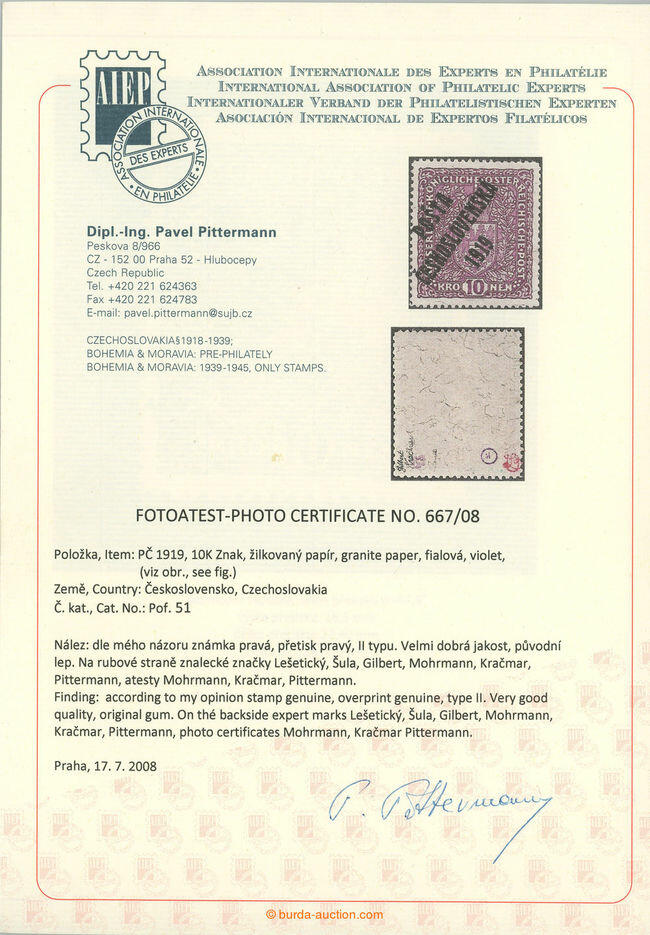 AIEP
ASSOCIATION INTERNATIONALE
DES EXPERTS
• EN PHILATÉLIE •
ASSOCIATION INTERNATIONALE DES EXPERTS EN PHILATÉLIE
INTERNATIONAL ASSOCIATION OF PHILATELIC EXPERTS
INTERNATIONALER VERBAND DER PHILATELISTISCHEN EXPERTEN
ASOCIACIÓN INTERNACIONAL DE EXPERTOS FILATÉLICOS
Dipl.-Ing. Pavel Pittermann
Peskova 8/966
CZ - 152 00 Praha 52 - Hlubocepy
Czech Republic
Tel. +420 221 624363
Fax +420 221 624783
E-mail: pavel.pittermann@sujb.cz
CZECHOSLOVAKIA§1918-1939;
BOHEMIA & MORAVIA: PRE-PHILATELY
BOHEMIA & MORAVIA: 1939-1945, ONLY STAMPS.
KAISERLICHE KÖNIGLICHE ÖSTERREICHISCHE POST
POŠTA
ČESKOSLOVENSKÁ
1919
KRO 10 NEN
Gilbert
FOTOATEST-PHOTO CERTIFICATE NO. 667/08
Položka, Item: PČ 1919, 10K Znak, žilkovaný papír, granite paper, fialová, violet,
(viz obr., see fig.)
Země, Country: Československo, Czechoslovakia
Č. kat., Cat. No.: Pof. 51
Nález: dle mého názoru známka pravá, přetisk pravý, II typu. Velmi dobrá jakost, původní
lep. Na rubové straně znalecké značky Lešetický, Šula, Gilbert, Mohrmann, Kračmar,
Pittermann, atesty Mohrmann, Kračmar, Pittermann.
Finding: according to my opinion stamp genuine, overprint genuine, type II. Very good
quality, original gum. On thé backside expert marks Lešetický, Šula, Gilbert, Mohrmann,
Kračmar, Pittermann, photo certificates Mohrmann, Kračmar Pittermann.
Praha, 17. 7. 2008
P. Pittermann
© burda-auction.com